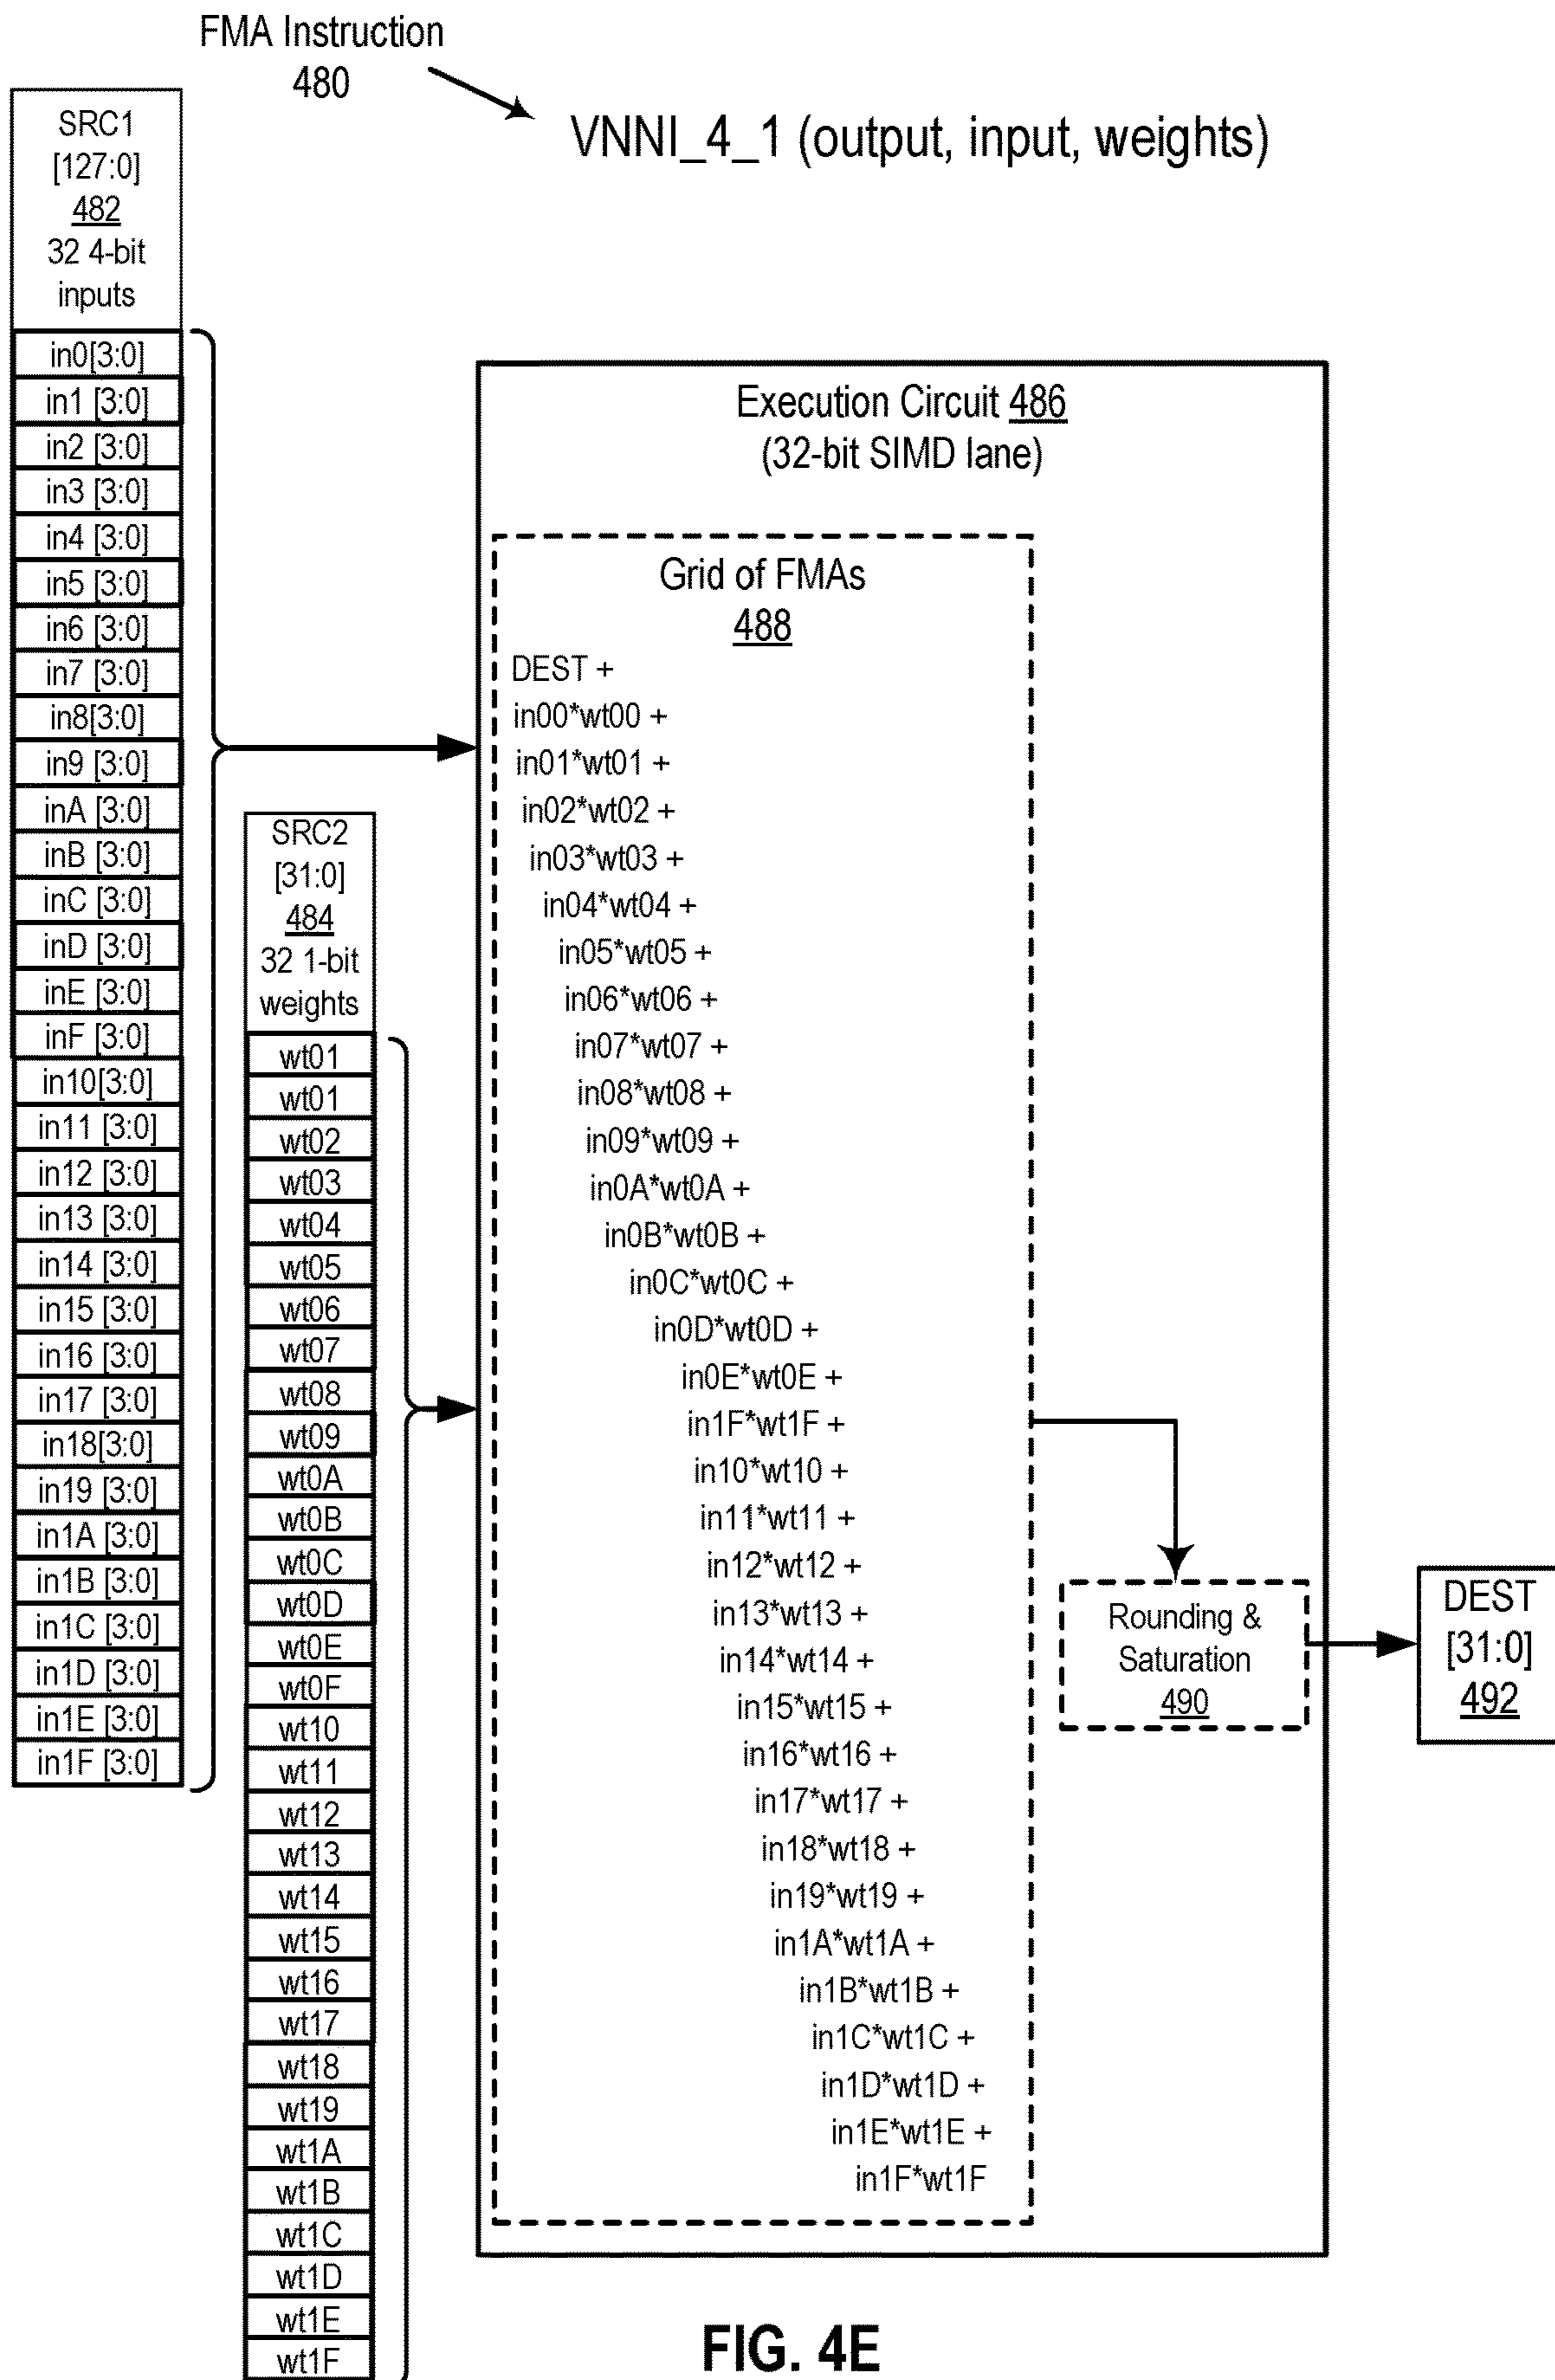 FMA Instruction
480
VNNI_4_1 (output, input, weights)
SRC1
[127:0]
482
32 4-bit
inputs
in0[3:0]
in1 [3:0]
in2 [3:0]
in3 [3:0]
in4 [3:0]
in5 [3:0]
in6 [3:0]
in7 [3:0]
in8[3:0]
in9 [3:0]
inA [3:0]
inB [3:0]
inC [3:0]
inD [3:0]
inE [3:0]
inF [3:0]
in10[3:0]
in11 [3:0]
in12 [3:0]
in13 [3:0]
in14 [3:0]
in15 [3:0]
in16 [3:0]
in17 [3:0]
in18[3:0]
in19 [3:0]
in1A [3:0]
in1B [3:0]
in1C [3:0]
in1D [3:0]
in1E [3:0]
in1F [3:0]
SRC2
[31:0]
484
32 1-bit
weights
wt01
wt01
wt02
wt03
wt04
wt05
wt06
wt07
wt08
wt09
wt0A
wt0B
wt0C
wt0D
wt0E
wt0F
wt10
wt11
wt12
wt13
wt14
wt15
wt16
wt17
wt18
wt19
wt1A
wt1B
wt1C
wt1D
wt1E
wt1F
Execution Circuit 486
(32-bit SIMD lane)
Grid of FMAs
488
DEST +
in00*wt00 +
in01*wt01 +
in02*wt02 +
in03*wt03 +
in04*wt04 +
in05*wt05 +
in06*wt06 +
in07*wt07 +
in08*wt08 +
in09*wt09 +
in0A*wt0A +
in0B*wt0B +
in0C*wt0C +
in0D*wt0D +
in0E*wt0E +
in1F*wt1F +
in10*wt10 +
in11*wt11 +
in12*wt12 +
in13*wt13 +
in14*wt14 +
in15*wt15 +
in16*wt16 +
in17*wt17 +
in18*wt18 +
in19*wt19 +
in1A*wt1A +
in1B*wt1B +
in1C*wt1C +
in1D*wt1D +
in1E*wt1E +
in1F*wt1F
Rounding &
Saturation
490
DEST
[31:0]
492
FIG. 4E